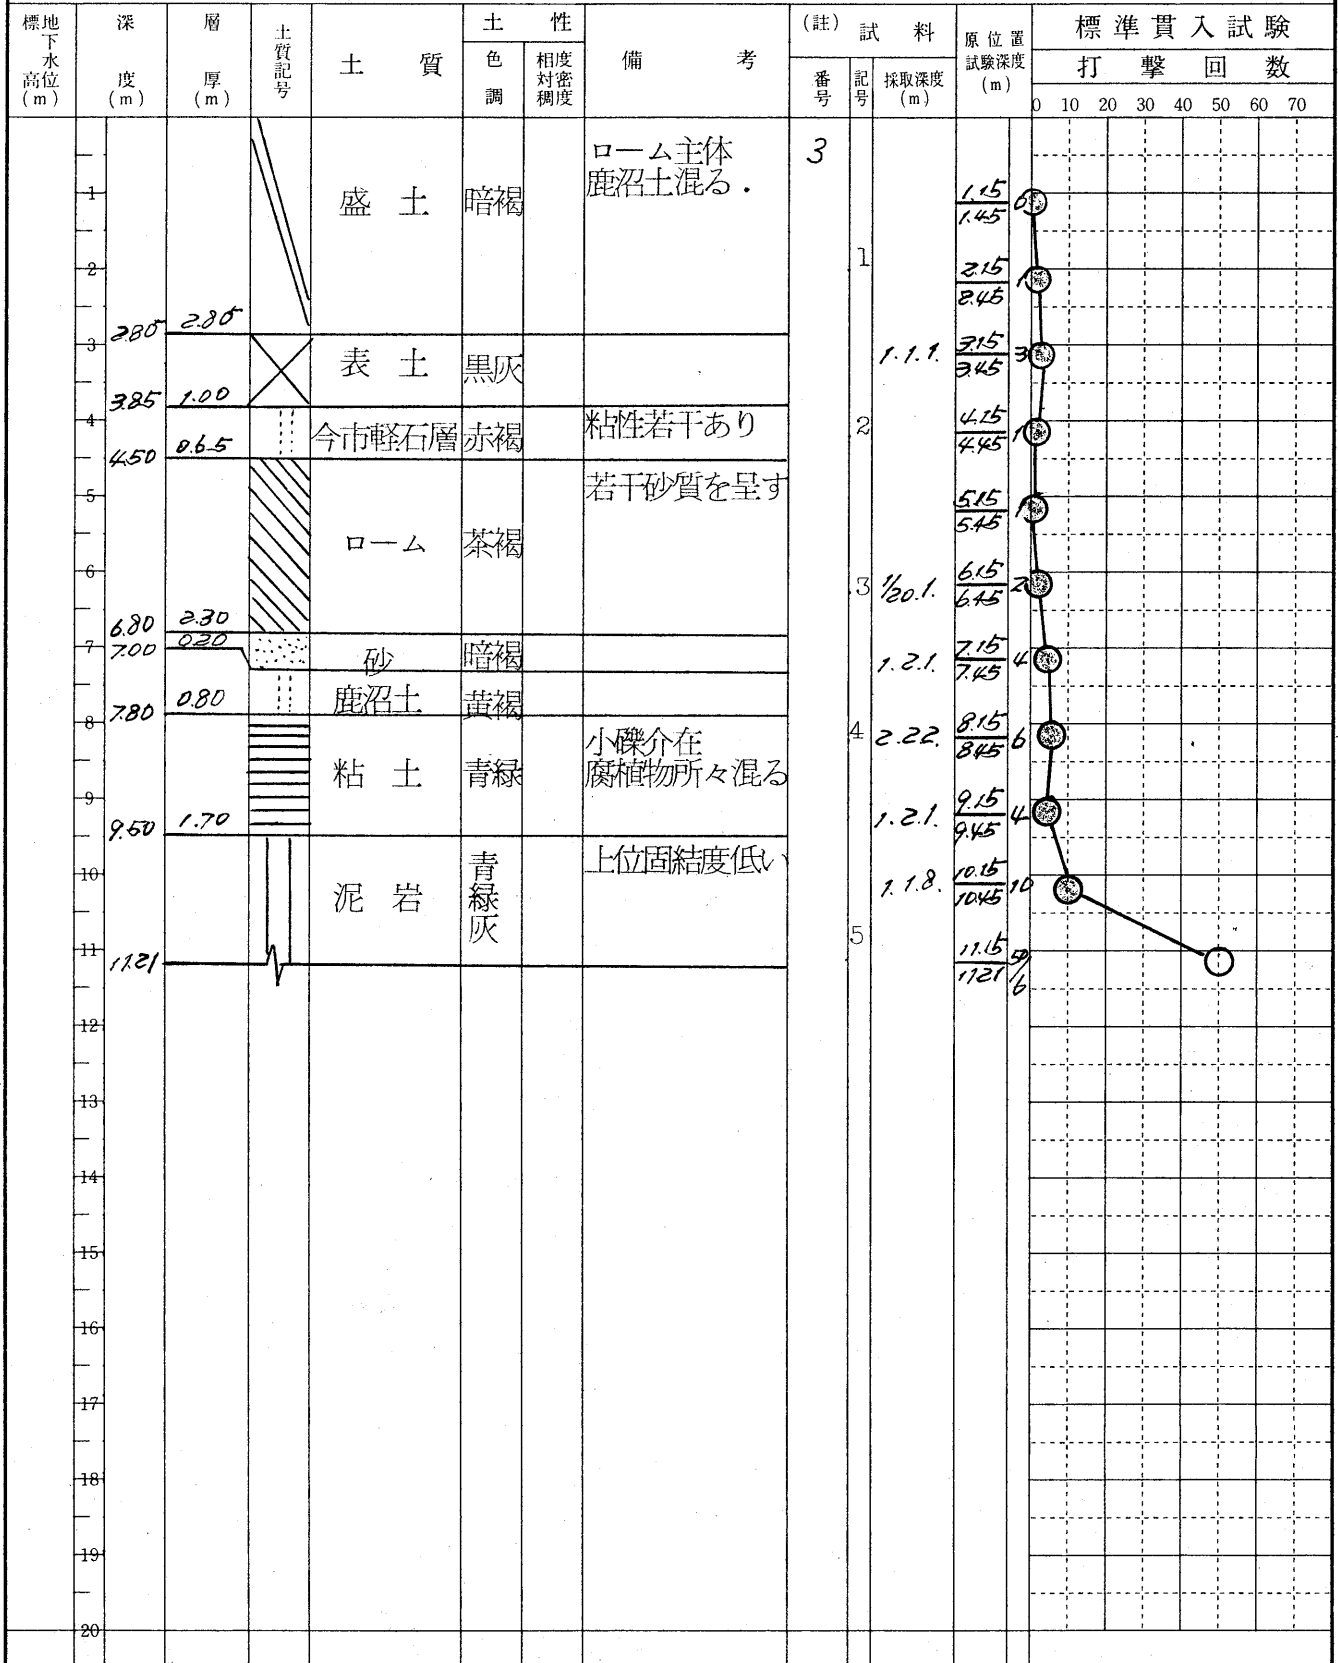 標高(m) 地下水位
深度(m)
層厚(m)
土質記号
土質
土性
色調
相対密度 稠度
備考
(註) 試料
番号
記号
採取深度(m)
原位置試験深度(m)
標準貫入試験
打撃回数
0 10 20 30 40 50 60 70
盛土 暗褐 ローム主体
鹿沼土混る.
3
1
1.15
1.45 0
1
2
2.15
2.45 1
2.85 2.85
3
表土 黒灰
1.1.1. 3.15
3.45 3
3.85 1.00
4
今市軽石層 赤褐 粘性若干あり
2
4.15
4.45 1
4.50 0.65
若干砂質を呈す
5
5.15
5.45 1
ローム 茶褐
6
3 1/20.1. 6.15
6.45 2
6.80 2.30
7.00 0.20
7
砂 暗褐
1.2.1. 7.15
7.45 4
鹿沼土 黄褐
7.80 0.80
8
小礫介在
腐植物所々混る
粘土 青緑
4 2.2.2. 8.15
8.45 6
9
1.2.1. 9.15
9.45 4
9.50 1.70
上位固結度低い
10
泥岩 青緑灰
1.1.8. 10.15
10.45 10
5
11
11.21
11.15
11.21 50/6
12
13
14
15
16
17
18
19
20